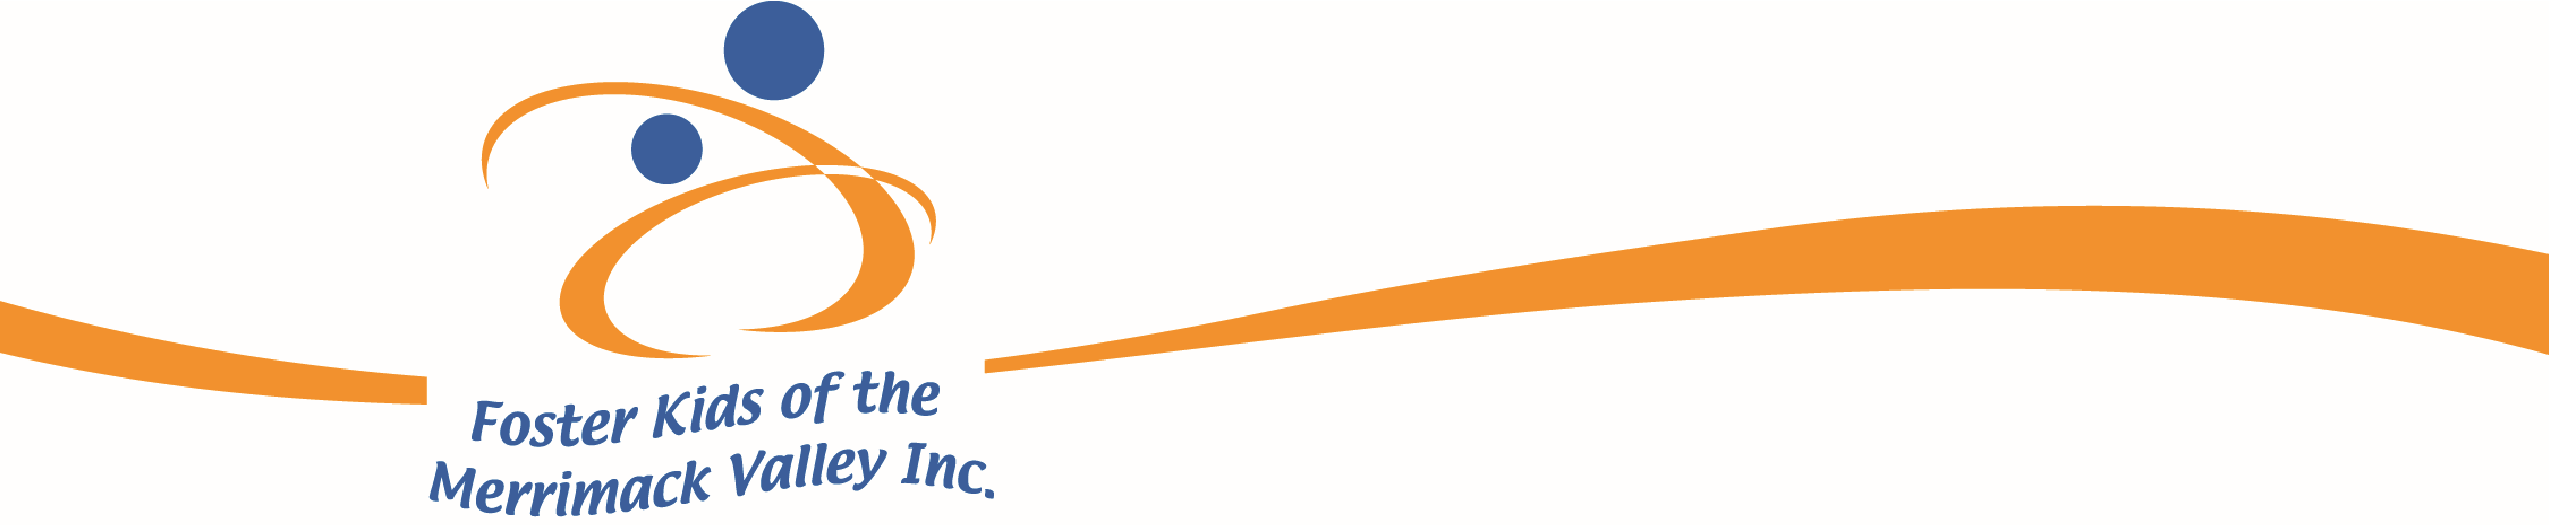 Foster Kids of the
Merrimack Valley Inc.